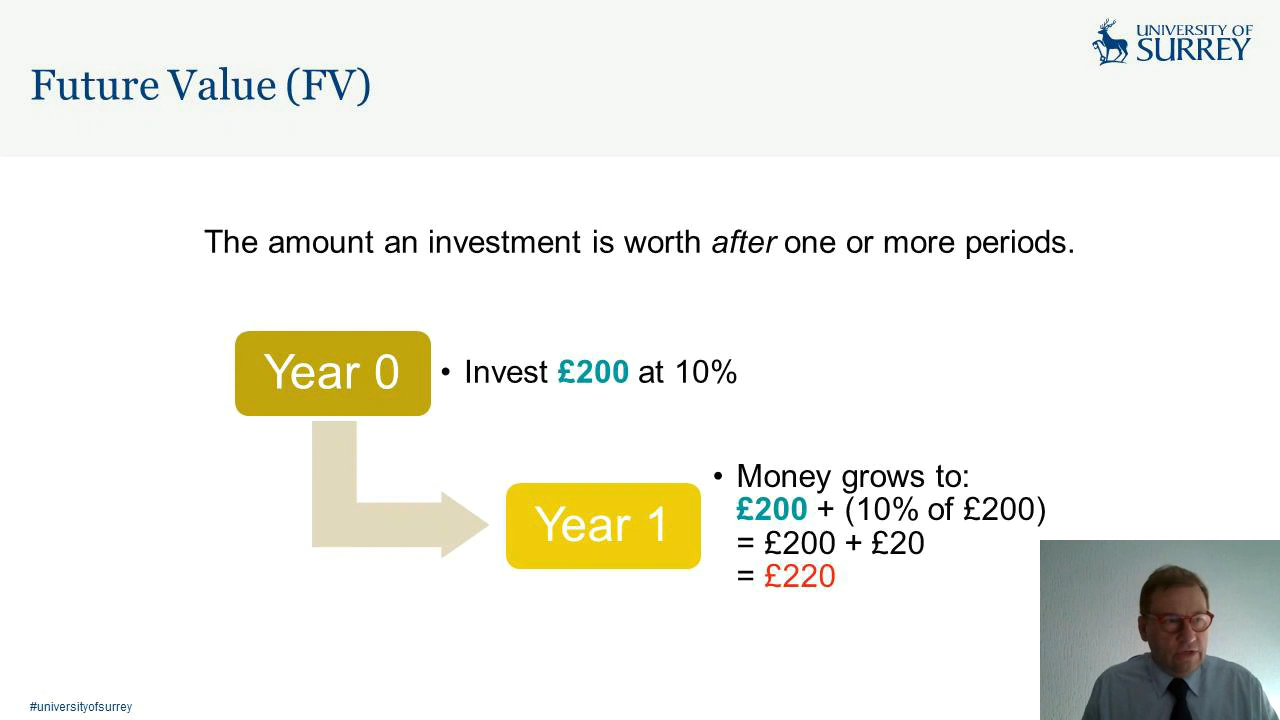 UNIVERSITY OF
SURREY
Future Value (FV)
The amount an investment is worth after one or more periods.
Year 0
• Invest £200 at 10%
Year 1
• Money grows to:
£200 + (10% of £200)
= £200 + £20
= £220
#universityofsurrey